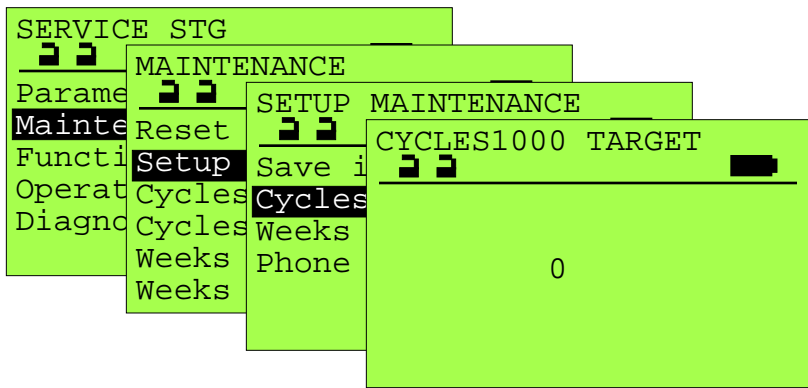 SERVICE STG
Parame
Mainte
Functi
Operat
Diagno
MAINTENANCE
Reset
Setup
Cycles
Cycles
Weeks
Weeks
SETUP MAINTENANCE
Save i
Cycles
Weeks
Phone
CYCLES1000 TARGET
0